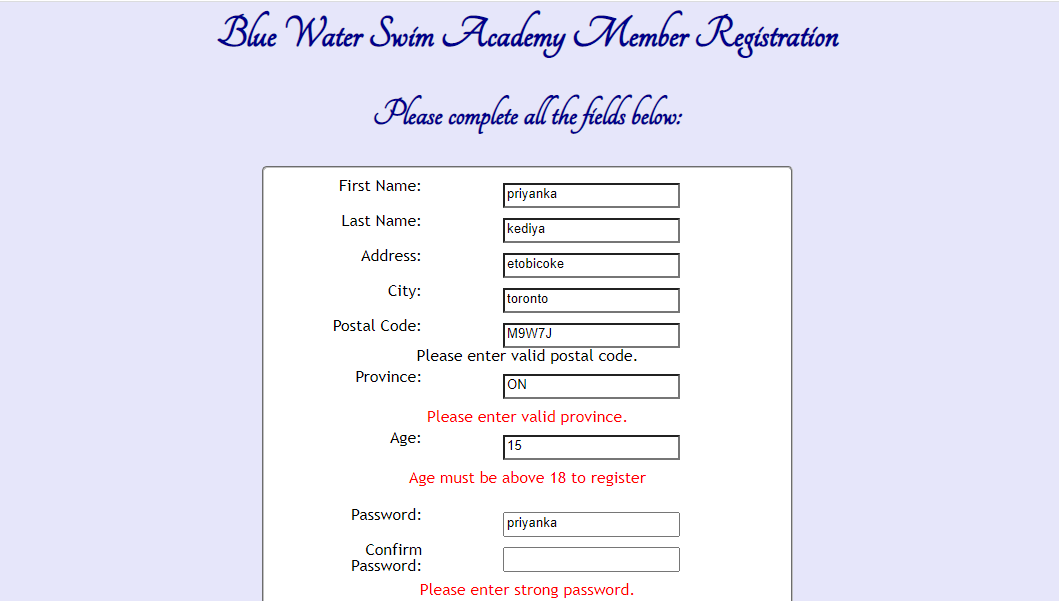 Blue Water Swim Academy Member Registration
Please complete all the fields below:
First Name: priyanka
Last Name: kediya
Address: etobicoke
City: toronto
Postal Code: M9W7J
Please enter valid postal code.
Province: ON
Please enter valid province.
Age: 15
Age must be above 18 to register
Password: priyanka
Confirm
Password:
Please enter strong password.